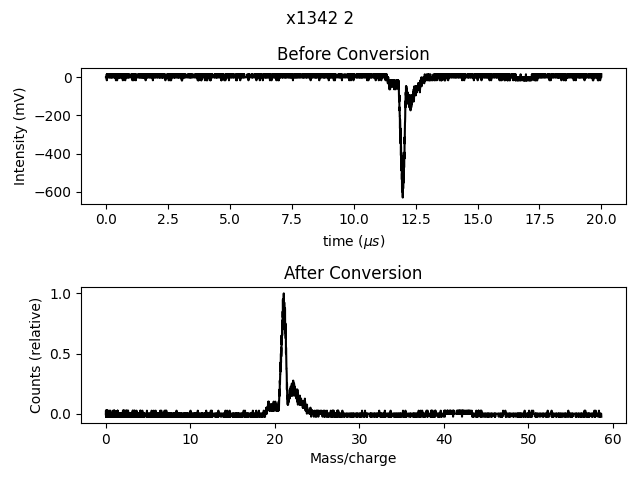 x1342 2
Before Conversion
Intensity (mV)
0
−200
−400
−600
0.0 2.5 5.0 7.5 10.0 12.5 15.0 17.5 20.0
time (μs)
After Conversion
Counts (relative)
1.0
0.5
0.0
0 10 20 30 40 50 60
Mass/charge